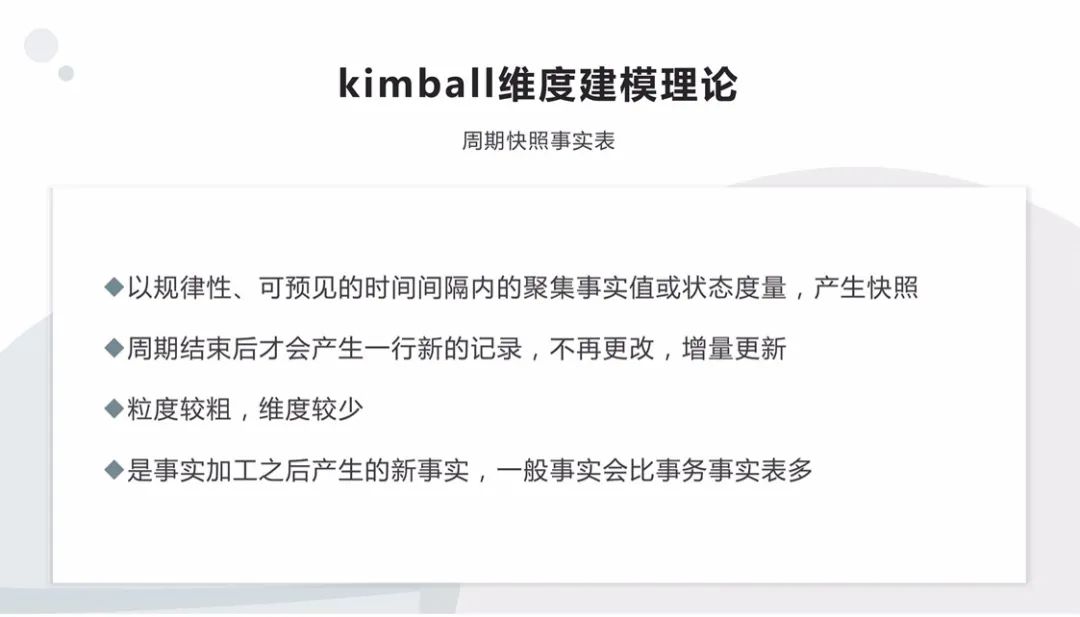 kimball维度建模理论
周期快照事实表
◆以规律性、可预见的时间间隔内的聚集事实值或状态度量，产生快照
◆周期结束后才会产生一行新的记录，不再更改，增量更新
◆粒度较粗，维度较少
◆是事实加工之后产生的新事实，一般事实会比事务事实表多